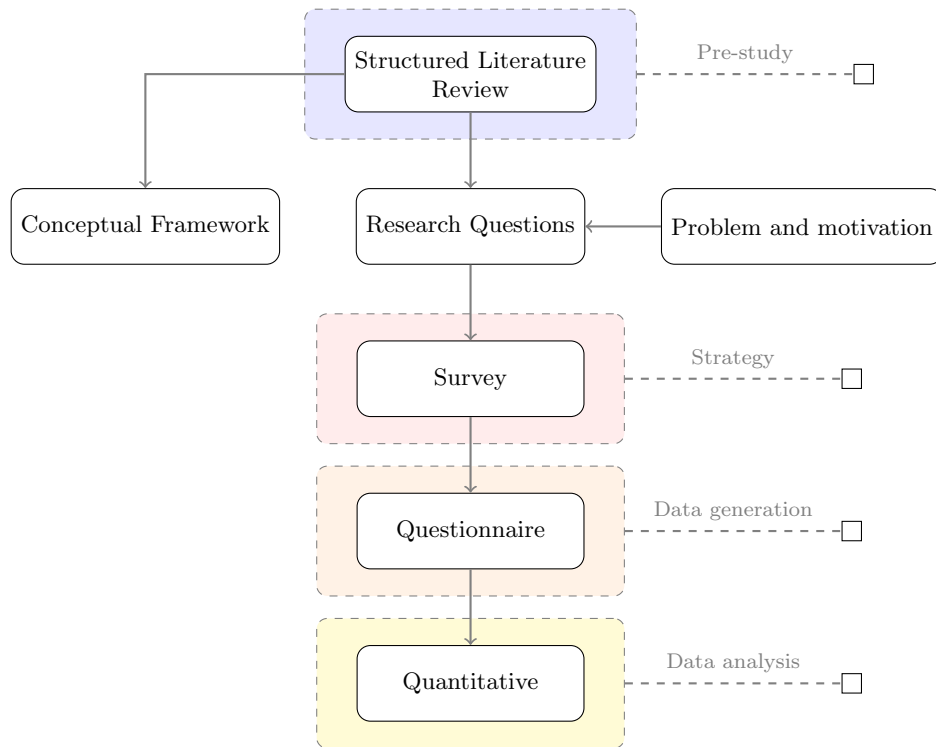 Structured Literature
Review
Pre-study
Conceptual Framework
Research Questions
Problem and motivation
Survey
Strategy
Questionnaire
Data generation
Quantitative
Data analysis